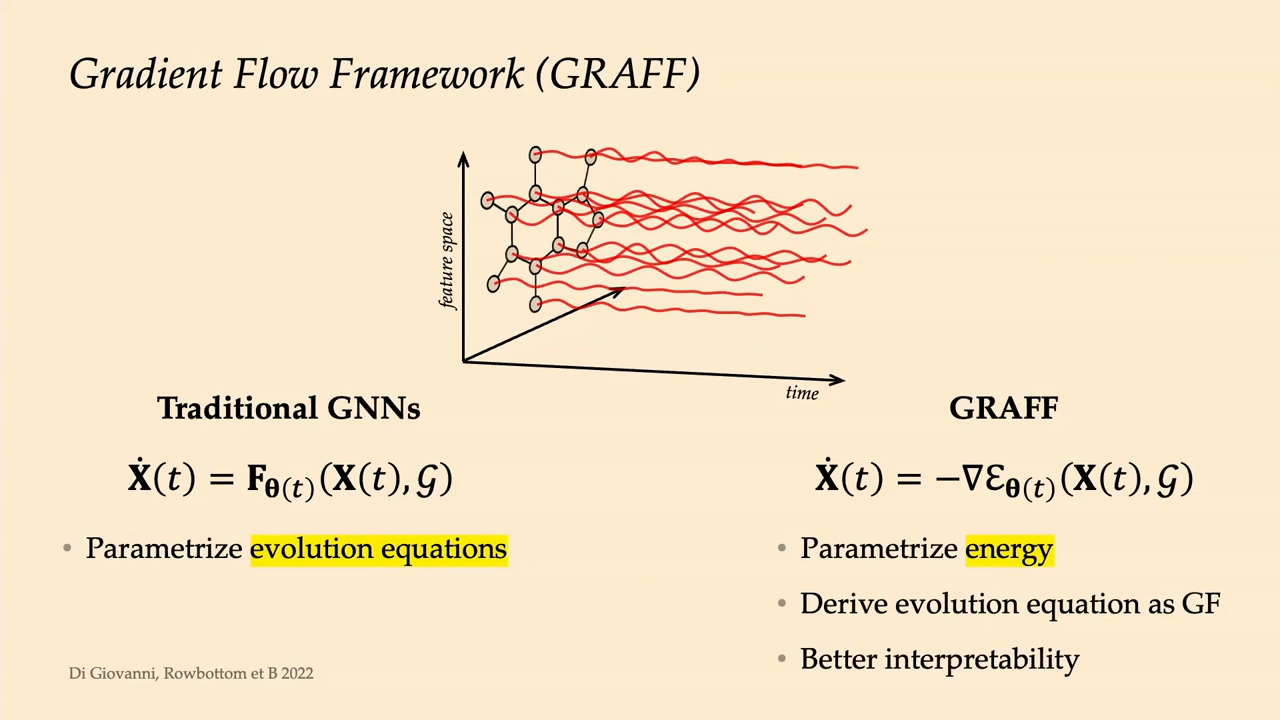 Gradient Flow Framework (GRAFF)
feature space
time
Traditional GNNs
Ẋ(t) = F_θ(t)(X(t), 𝒢)
• Parametrize evolution equations
GRAFF
Ẋ(t) = −∇ℰ_θ(t)(X(t), 𝒢)
• Parametrize energy
• Derive evolution equation as GF
• Better interpretability
Di Giovanni, Rowbottom et B 2022